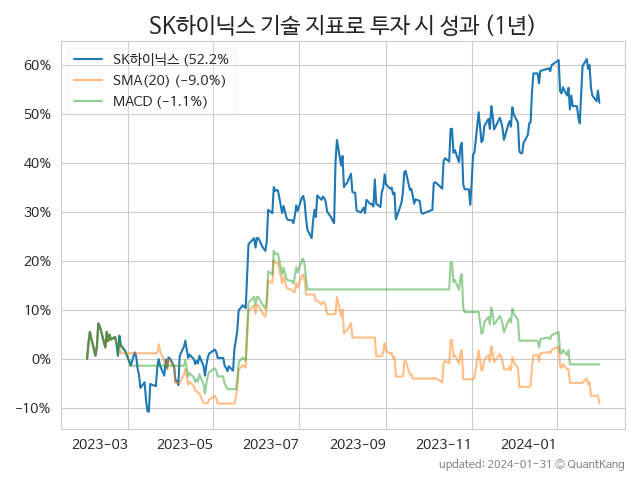 SK하이닉스 기술 지표로 투자 시 성과 (1년)
SK하이닉스 (52.2%
SMA(20) (−9.0%)
MACD (−1.1%)
60%
50%
40%
30%
20%
10%
0%
−10%
2023-03 2023-05 2023-07 2023-09 2023-11 2024-01
updated: 2024-01-31 © QuantKang